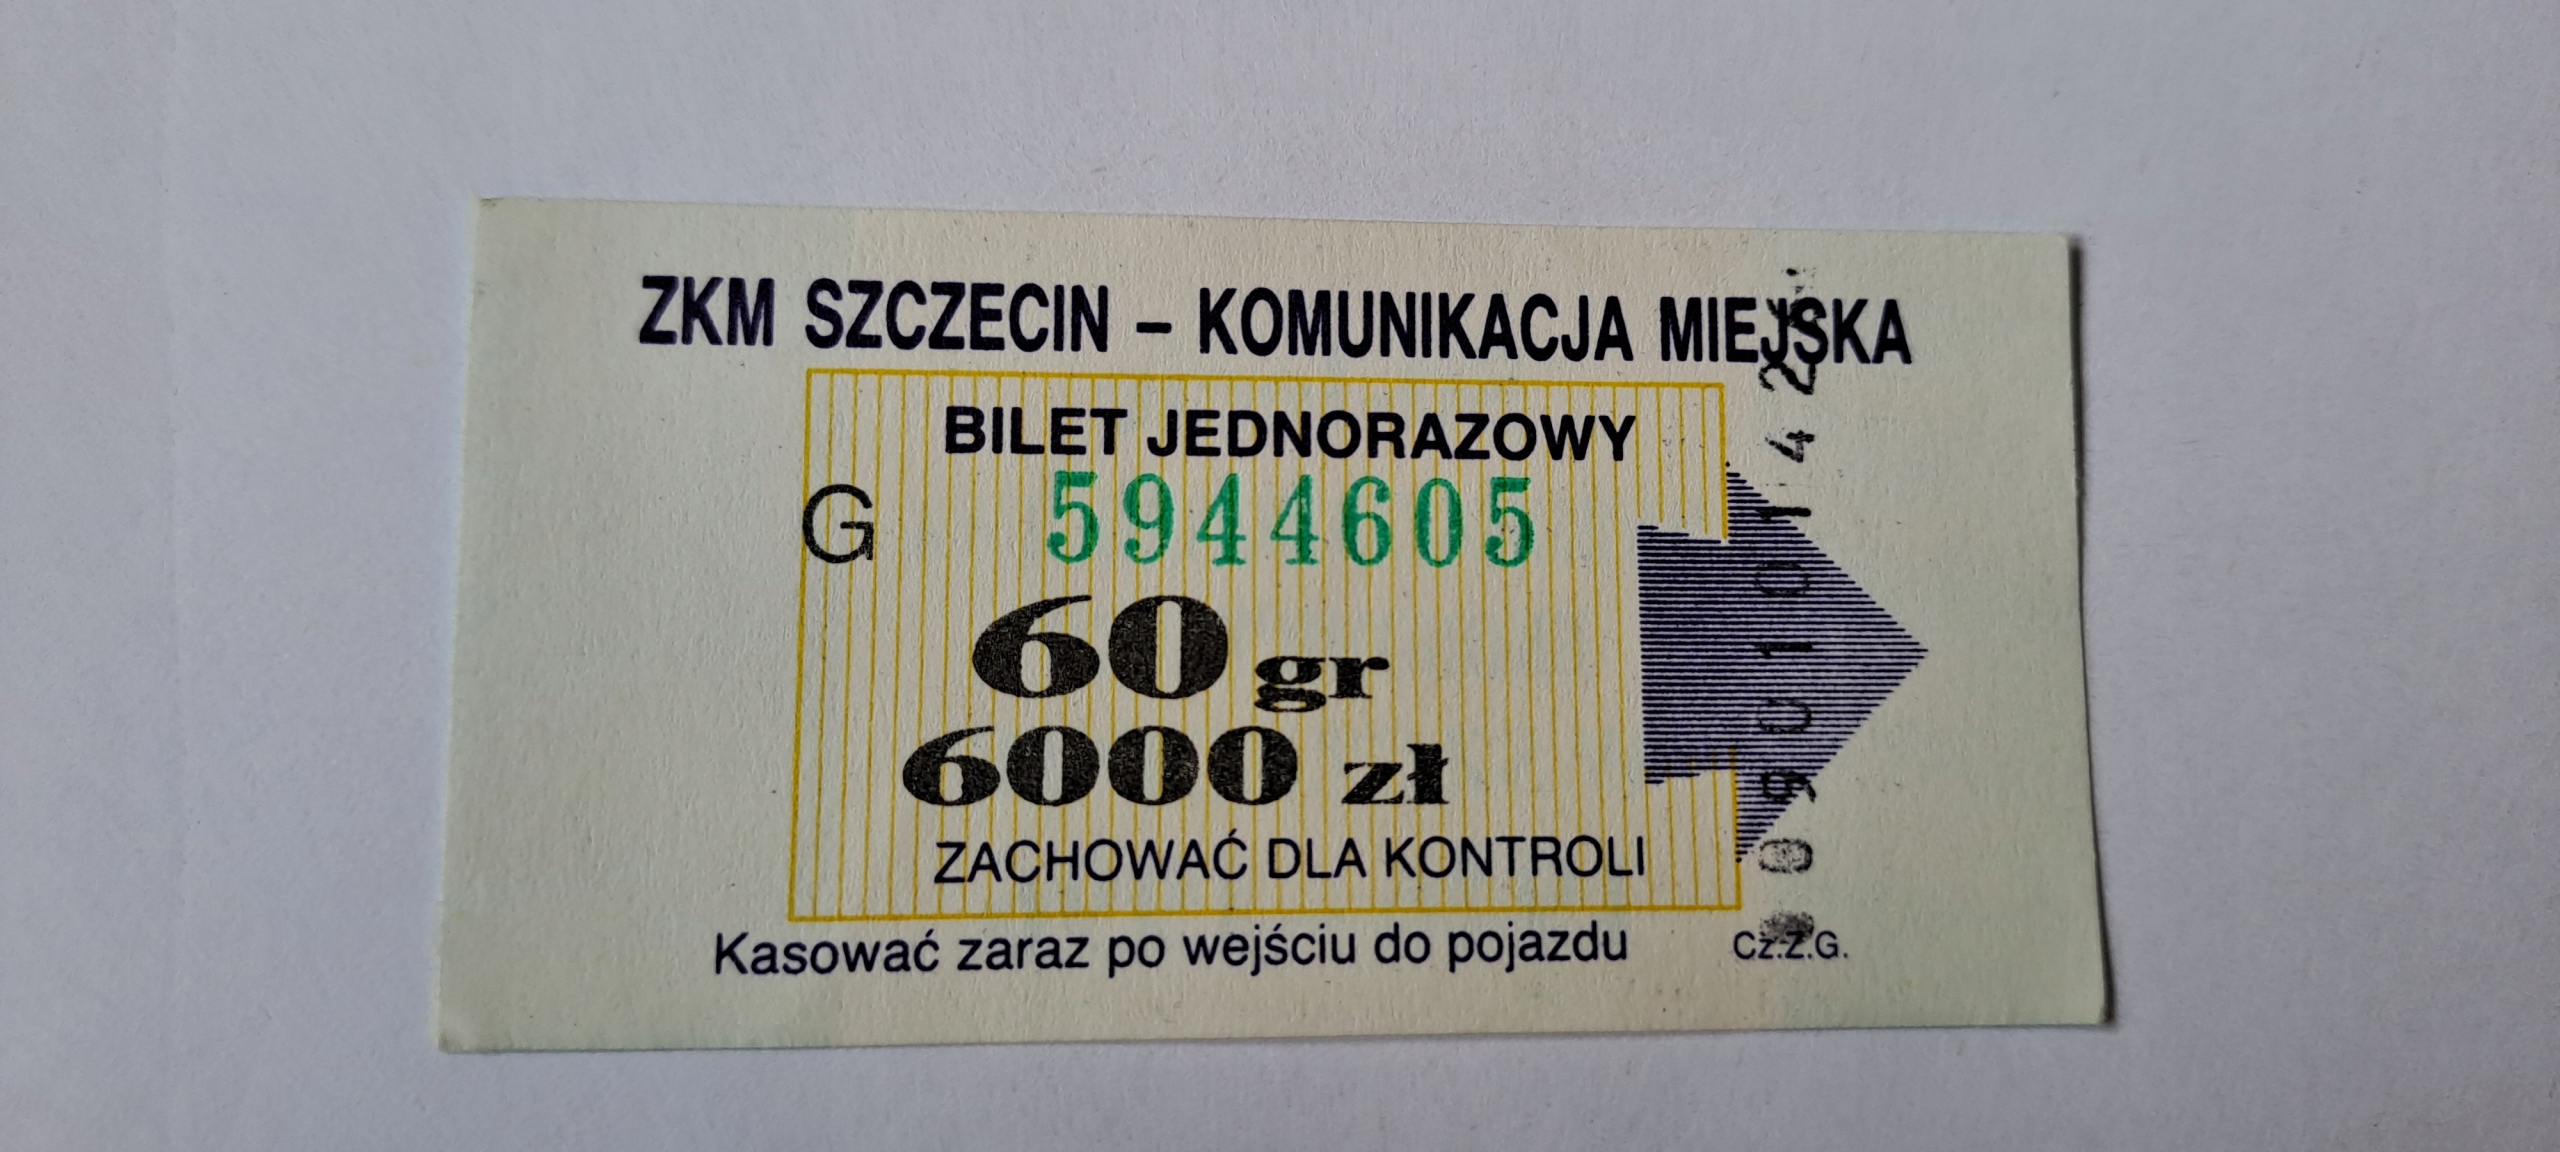 ZKM SZCZECIN – KOMUNIKACJA MIEJSKA
BILET JEDNORAZOWY
G 5944605
60 gr
6000 zł
ZACHOWAĆ DLA KONTROLI
Kasować zaraz po wejściu do pojazdu
Cz.Z.G.